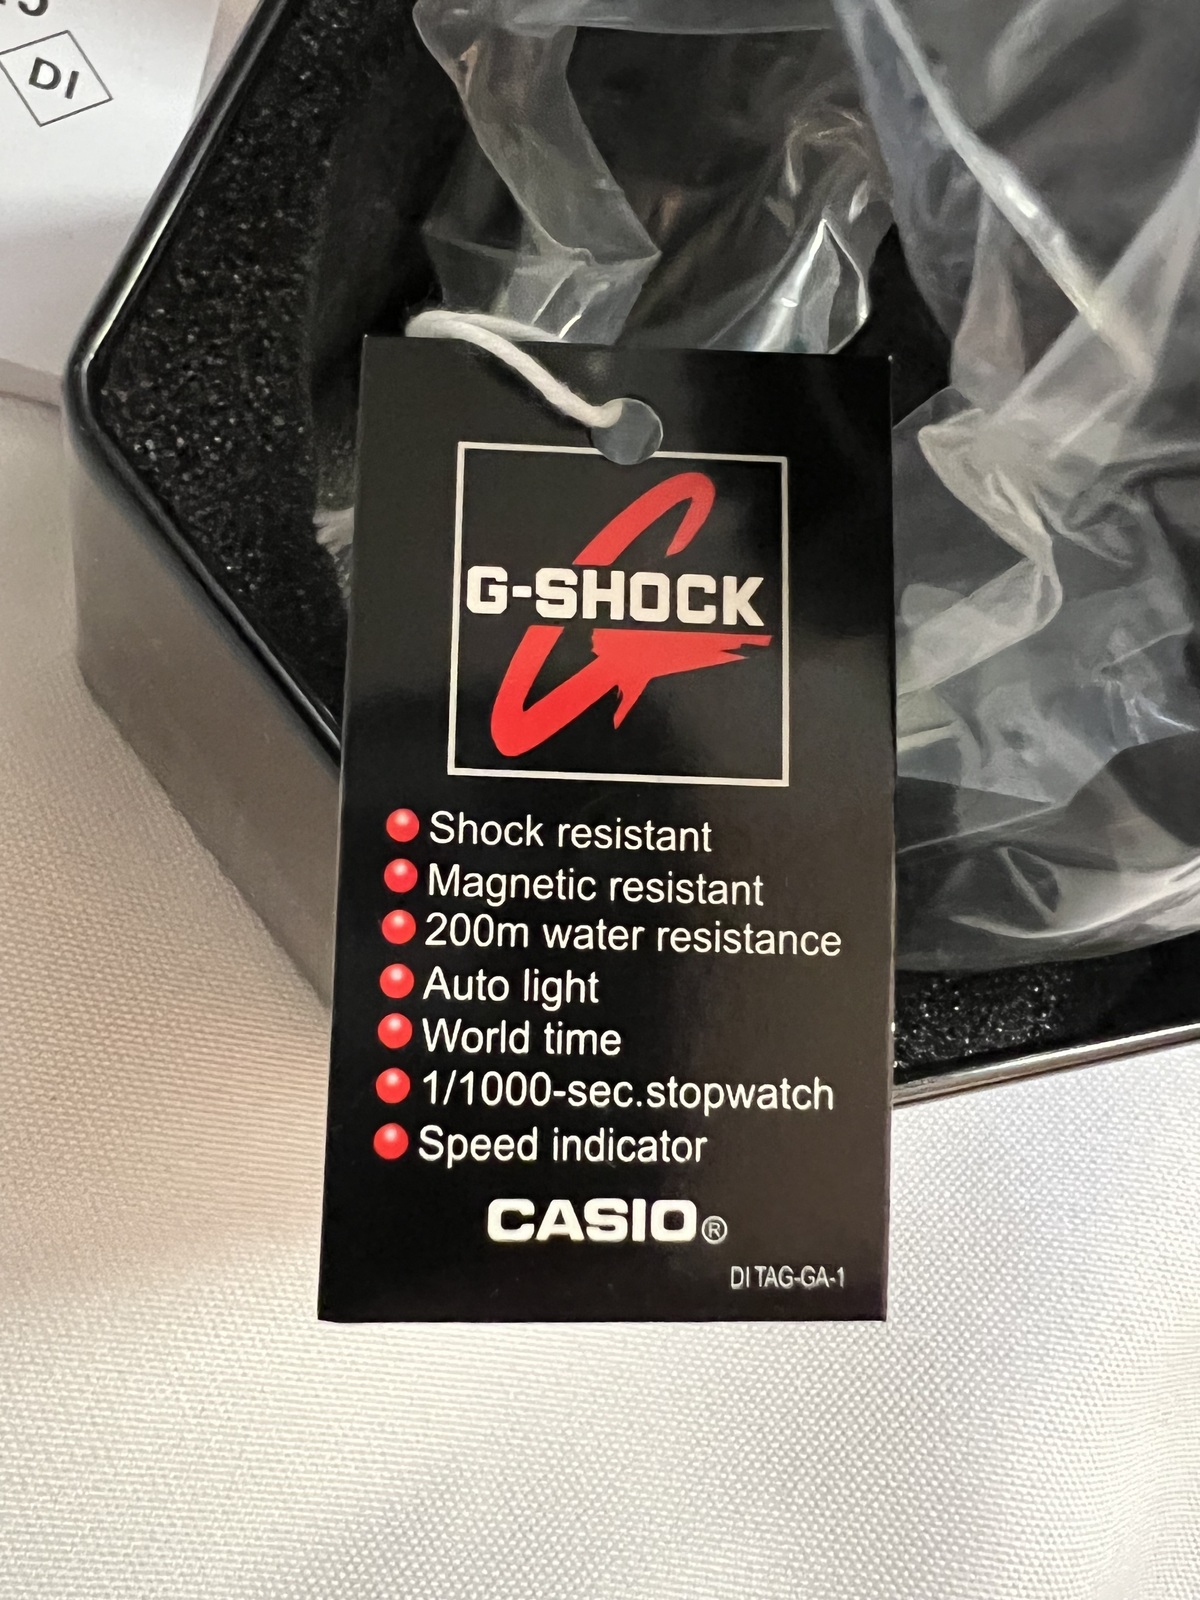 DI
G-SHOCK
Shock resistant
Magnetic resistant
200m water resistance
Auto light
World time
1/1000-sec.stopwatch
Speed indicator
CASIO®
DI TAG-GA-1